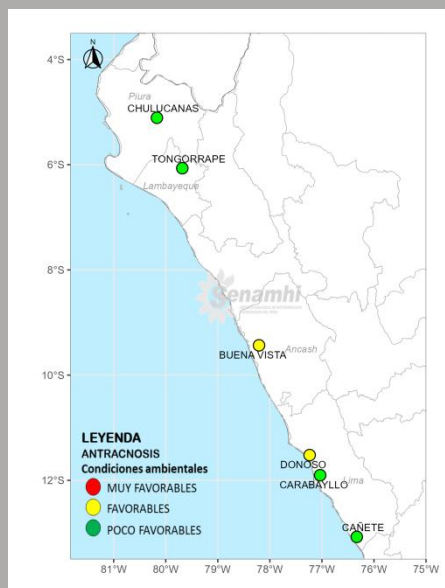 N
4°S
Piura
CHULUCANAS
TONGORRAPE
6°S
Lambayeque
8°S
Senamhi
BUENA VISTA
Ancash
10°S
LEYENDA
ANTRACNOSIS
Condiciones ambientales
MUY FAVORABLES
FAVORABLES
POCO FAVORABLES
DONOSO
CARABAYLLO
Lima
12°S
CAÑETE
81°W 80°W 79°W 78°W 77°W 76°W 75°W